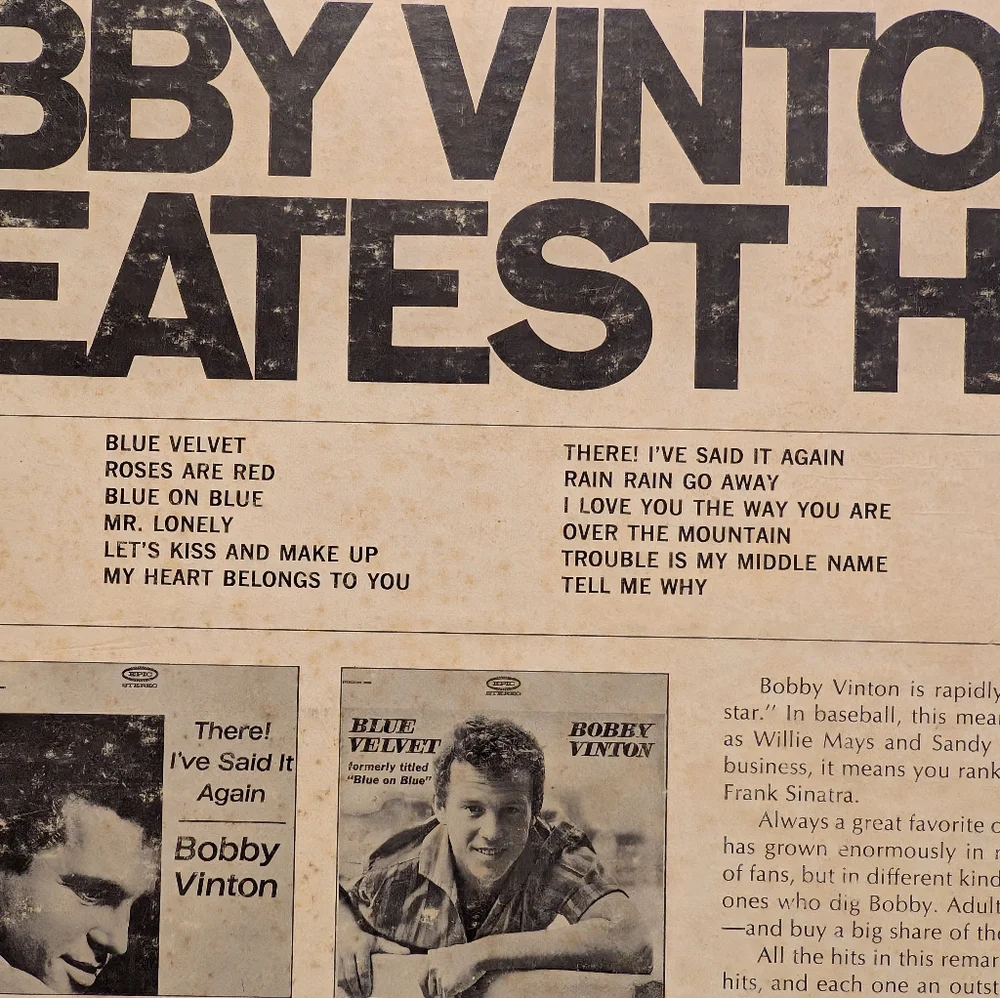 BBY VINTO
EATEST H
BLUE VELVET
ROSES ARE RED
BLUE ON BLUE
MR. LONELY
LET'S KISS AND MAKE UP
MY HEART BELONGS TO YOU
THERE! I'VE SAID IT AGAIN
RAIN RAIN GO AWAY
I LOVE YOU THE WAY YOU ARE
OVER THE MOUNTAIN
TROUBLE IS MY MIDDLE NAME
TELL ME WHY
EPIC
STEREO
There!
I've Said It
Again
Bobby
Vinton
EPIC
STEREO
BLUE
VELVET
formerly titled
"Blue on Blue"
BOBBY
VINTON
Bobby Vinton is rapidly
star." In baseball, this mea
as Willie Mays and Sandy
business, it means you rank
Frank Sinatra.
Always a great favorite
has grown enormously in
of fans, but in different kind
ones who dig Bobby. Adult
—and buy a big share of the
All the hits in this remar
hits, and each one an outst